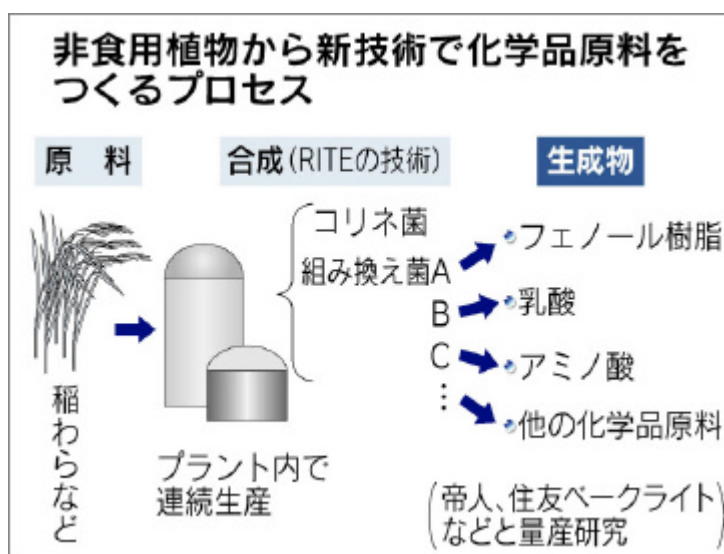 非食用植物から新技術で化学品原料を
つくるプロセス
原　料
合成(RITEの技術)
生成物
稲わらなど
プラント内で
連続生産
コリネ菌
組み換え菌A
B
C
⋮
フェノール樹脂
乳酸
アミノ酸
他の化学品原料
(帝人、住友ベークライト
などと量産研究)